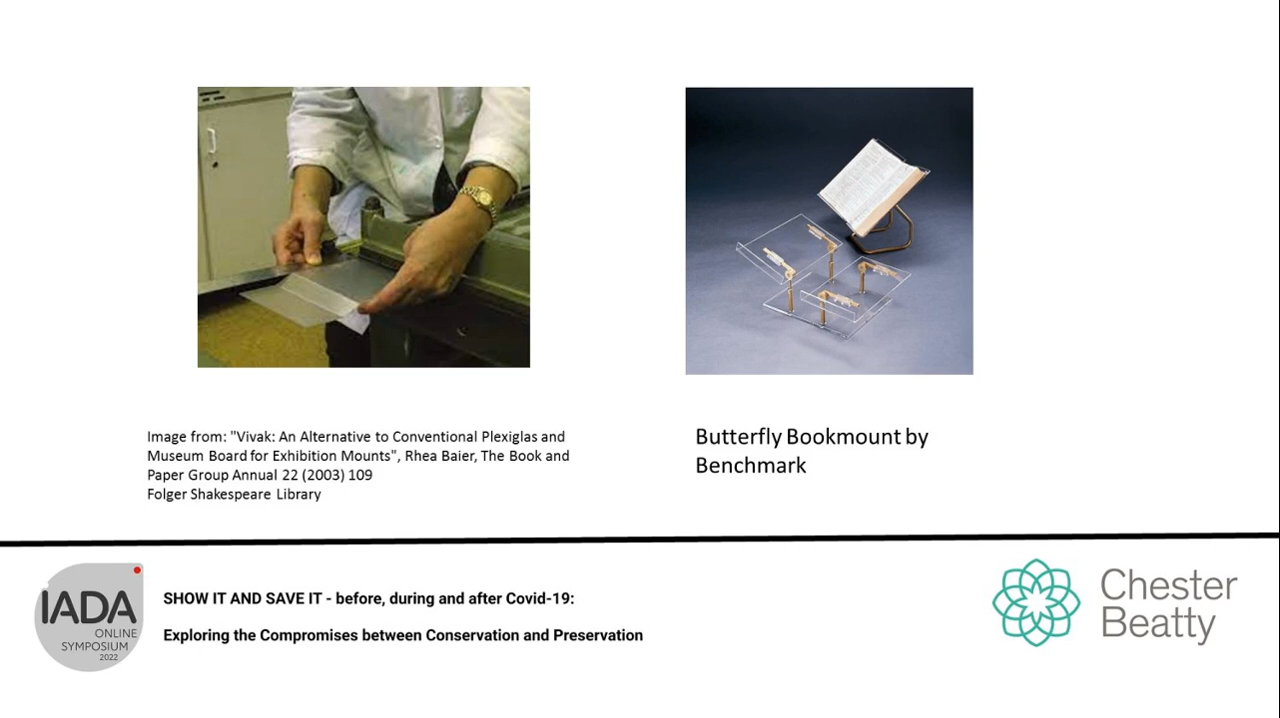 Image from: "Vivak: An Alternative to Conventional Plexiglas and
Museum Board for Exhibition Mounts", Rhea Baier, The Book and
Paper Group Annual 22 (2003) 109
Folger Shakespeare Library
Butterfly Bookmount by
Benchmark
IADA
ONLINE
SYMPOSIUM
2022
SHOW IT AND SAVE IT - before, during and after Covid-19:
Exploring the Compromises between Conservation and Preservation
Chester
Beatty